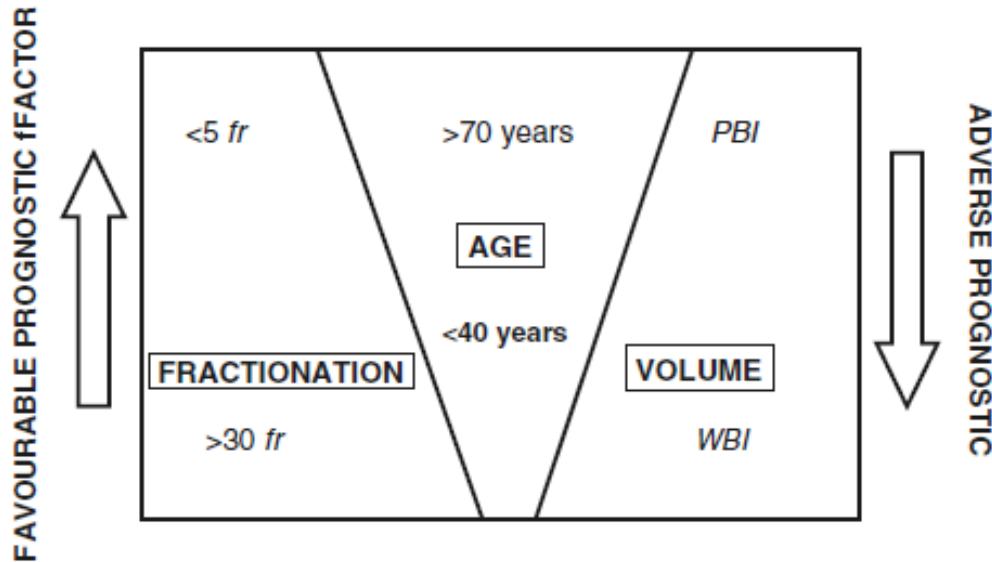 FAVOURABLE PROGNOSTIC fFACTOR
<5 fr
>70 years
PBI
AGE
<40 years
FRACTIONATION
VOLUME
>30 fr
WBI
ADVERSE PROGNOSTIC